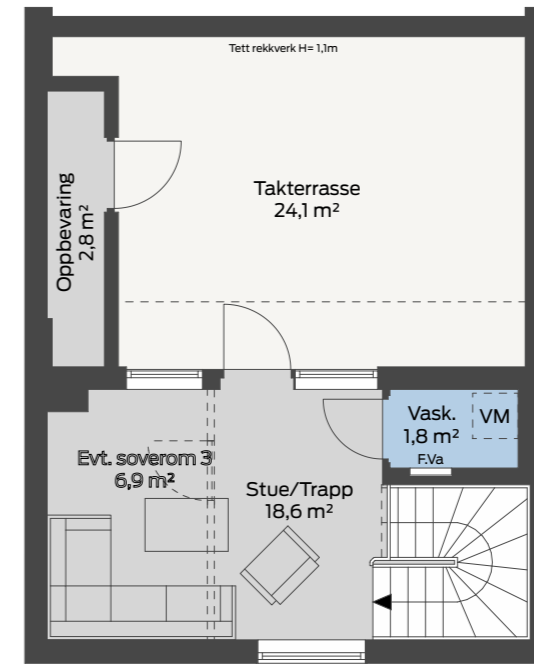 Tett rekkverk H= 1,1m
Takterrasse
24,1 m²
Oppbevaring
2,8 m²
Vask.
1,8 m²
VM
F.Va
Evt. soverom 3
6,9 m²
Stue/Trapp
18,6 m²